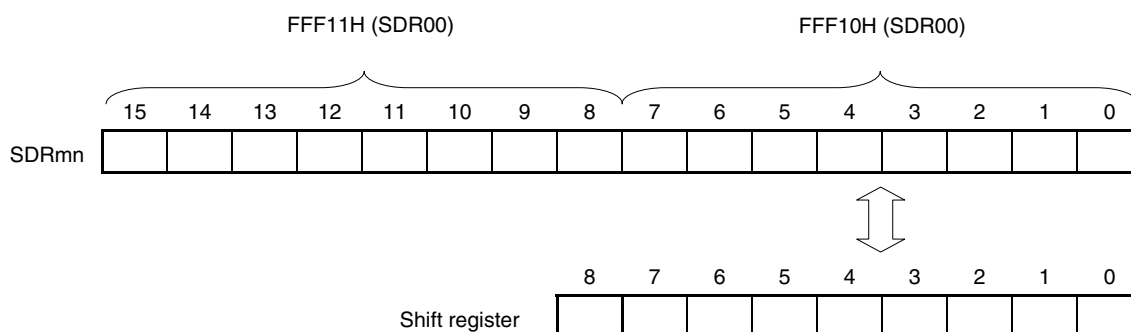 FFF11H (SDR00) FFF10H (SDR00)
15 14 13 12 11 10 9 8 7 6 5 4 3 2 1 0
SDRmn
8 7 6 5 4 3 2 1 0
Shift register